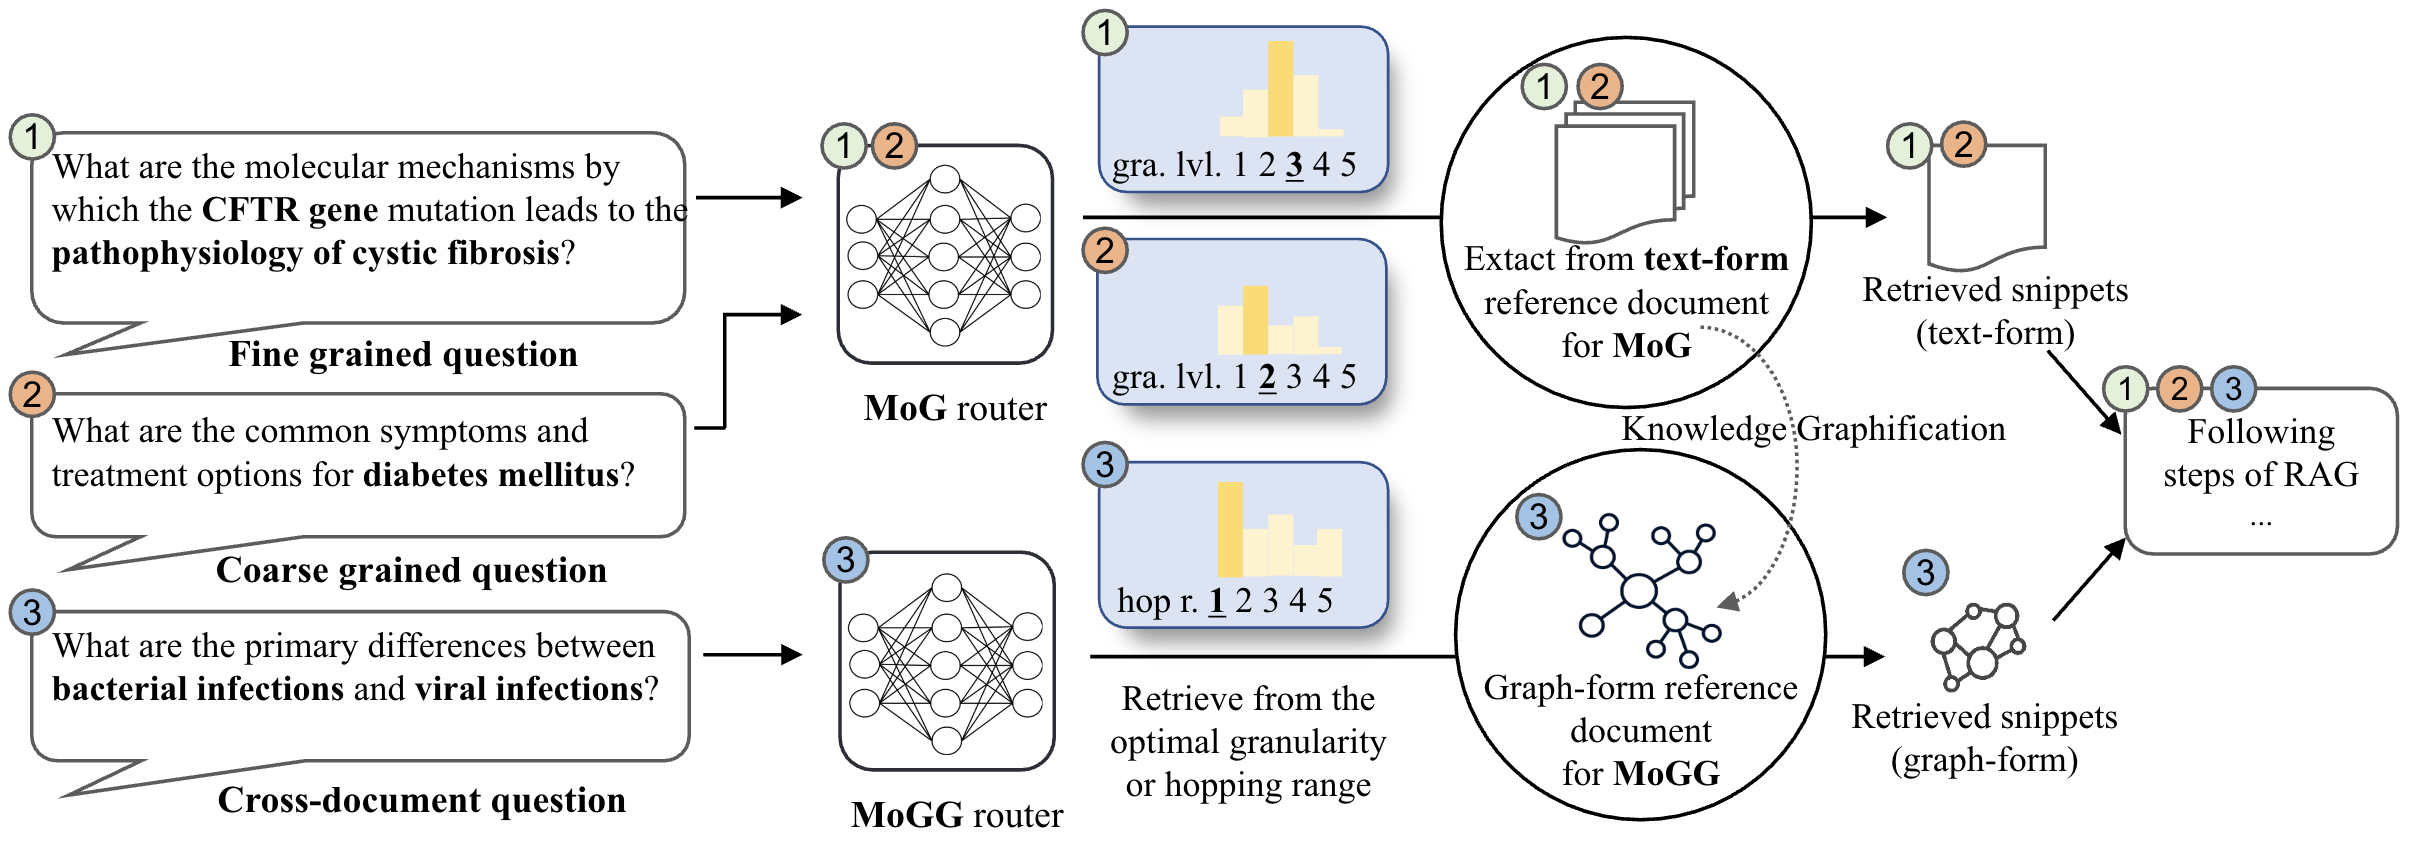 1
What are the molecular mechanisms by
which the CFTR gene mutation leads to the
pathophysiology of cystic fibrosis?
Fine grained question
2
What are the common symptoms and
treatment options for diabetes mellitus?
Coarse grained question
3
What are the primary differences between
bacterial infections and viral infections?
Cross-document question
1 2
MoG router
3
MoGG router
1
gra. lvl. 1 2 3 4 5
2
gra. lvl. 1 2 3 4 5
3
hop r. 1 2 3 4 5
Retrieve from the
optimal granularity
or hopping range
1 2
Extact from text-form
reference document
for MoG
Knowledge Graphification
3
Graph-form reference
document
for MoGG
1 2
Retrieved snippets
(text-form)
3
Retrieved snippets
(graph-form)
1 2 3
Following
steps of RAG
...